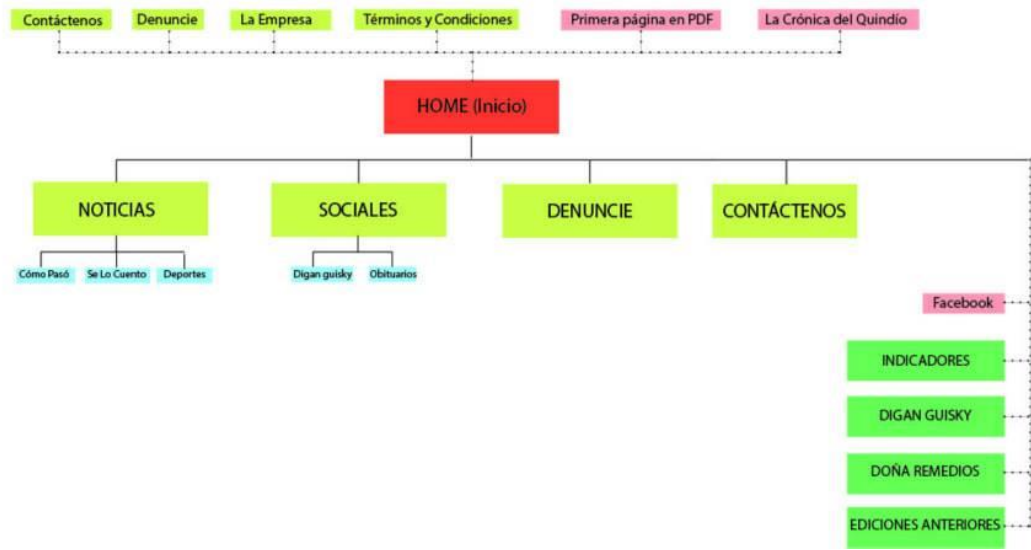 Contáctenos
Denuncie
La Empresa
Términos y Condiciones
Primera página en PDF
La Crónica del Quindío
HOME (Inicio)
NOTICIAS
SOCIALES
DENUNCIE
CONTÁCTENOS
Cómo Pasó
Se Lo Cuento
Deportes
Digan guisky
Obituarios
Facebook
INDICADORES
DIGAN GUISKY
DOÑA REMEDIOS
EDICIONES ANTERIORES